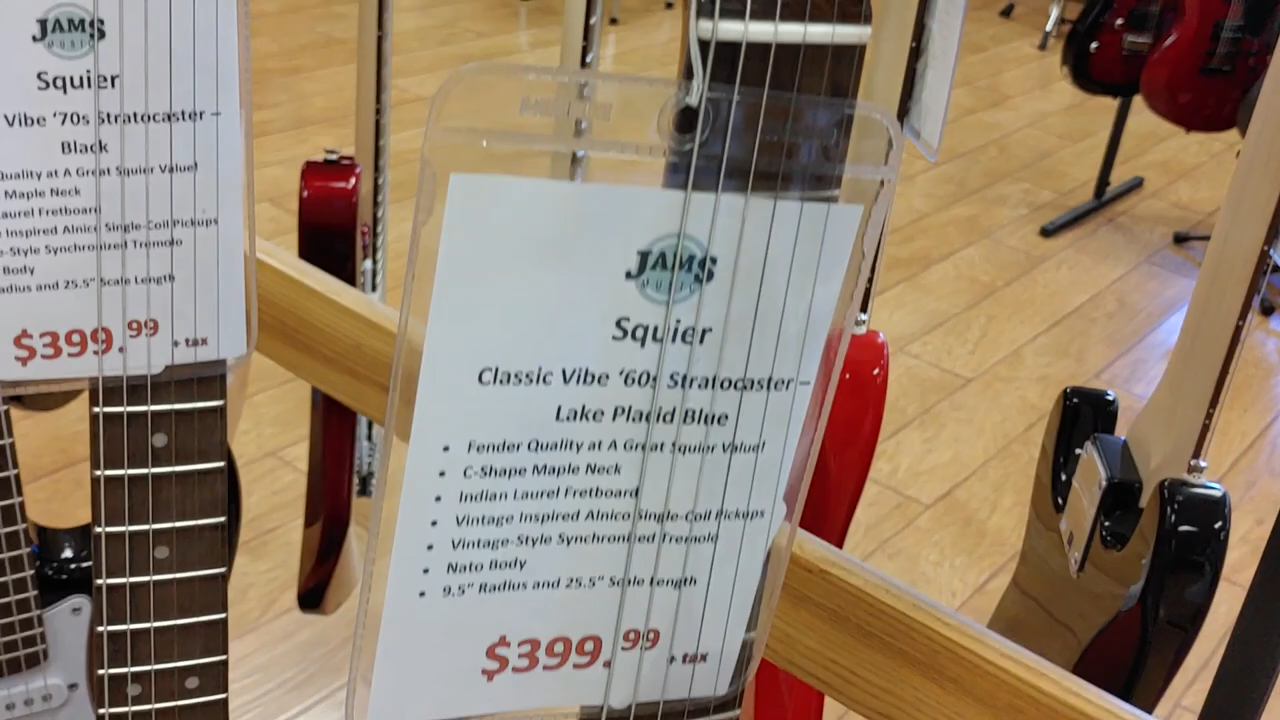 JAMS
MUSIC
Squier
Vibe '70s Stratocaster –
Black
Quality at A Great Squier Value!
Maple Neck
Laurel Fretboard
Inspired Alnico Single-Coil Pickups
-Style Synchronized Tremolo
Body
adius and 25.5" Scale Length
$399.99 + tax
JAMS
MUSIC
Squier
Classic Vibe '60s Stratocaster –
Lake Placid Blue
• Fender Quality at A Great Squier Value!
• C-Shape Maple Neck
• Indian Laurel Fretboard
• Vintage Inspired Alnico Single-Coil Pickups
• Vintage-Style Synchronized Tremolo
• Nato Body
• 9.5" Radius and 25.5" Scale Length
$399.99 + tax